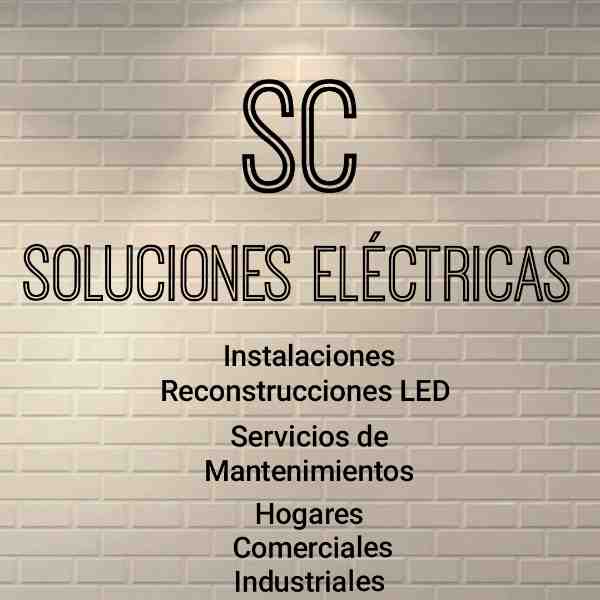 SC
SOLUCIONES ELÉCTRICAS
Instalaciones
Reconstrucciones LED
Servicios de
Mantenimientos
Hogares
Comerciales
Industriales